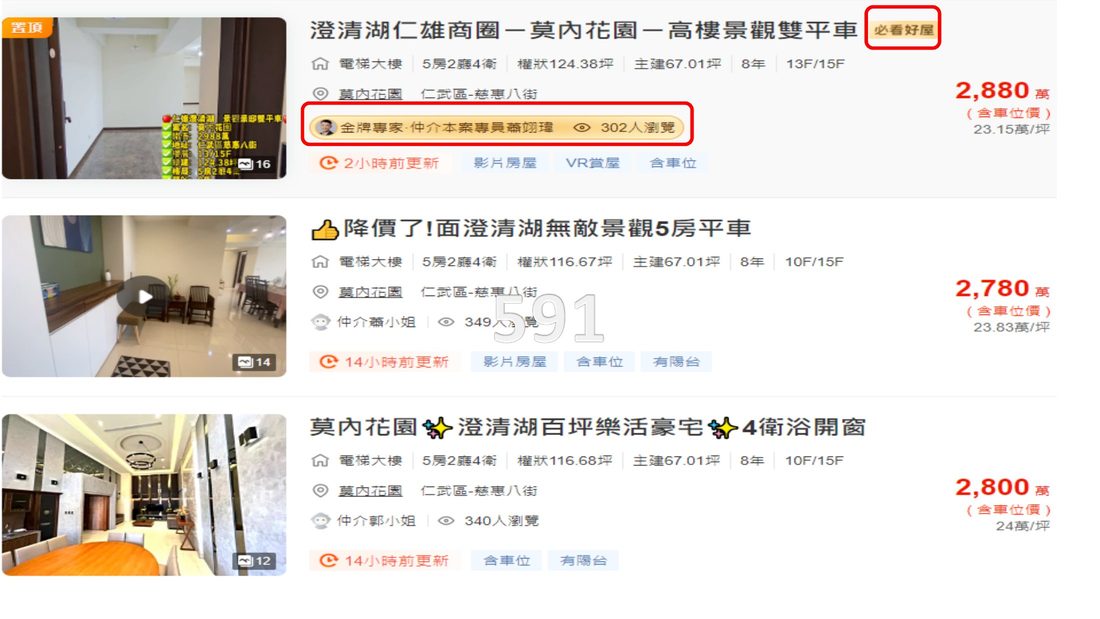 置頂
澄清湖仁雄商圈－莫內花園－高樓景觀雙平車 必看好屋
電梯大樓 5房2廳4衛 權狀124.38坪 主建67.01坪 8年 13F/15F
莫內花園 仁武區-慈惠八街
金牌專家·仲介本案專員蕭翊瑋 302人瀏覽
2小時前更新 影片房屋 VR賞屋 含車位
2,880 萬
(含車位價)
23.15萬/坪
16
👍降價了!面澄清湖無敵景觀5房平車
電梯大樓 5房2廳4衛 權狀116.67坪 主建67.01坪 8年 10F/15F
莫內花園 仁武區-慈惠八街
仲介蕭小姐 349人瀏覽
591
14小時前更新 影片房屋 含車位 有陽台
2,780 萬
(含車位價)
23.83萬/坪
14
莫內花園✨澄清湖百坪樂活豪宅✨4衛浴開窗
電梯大樓 5房2廳4衛 權狀116.68坪 主建67.01坪 8年 10F/15F
莫內花園 仁武區-慈惠八街
仲介郭小姐 340人瀏覽
14小時前更新 含車位 有陽台
2,800 萬
(含車位價)
24萬/坪
12